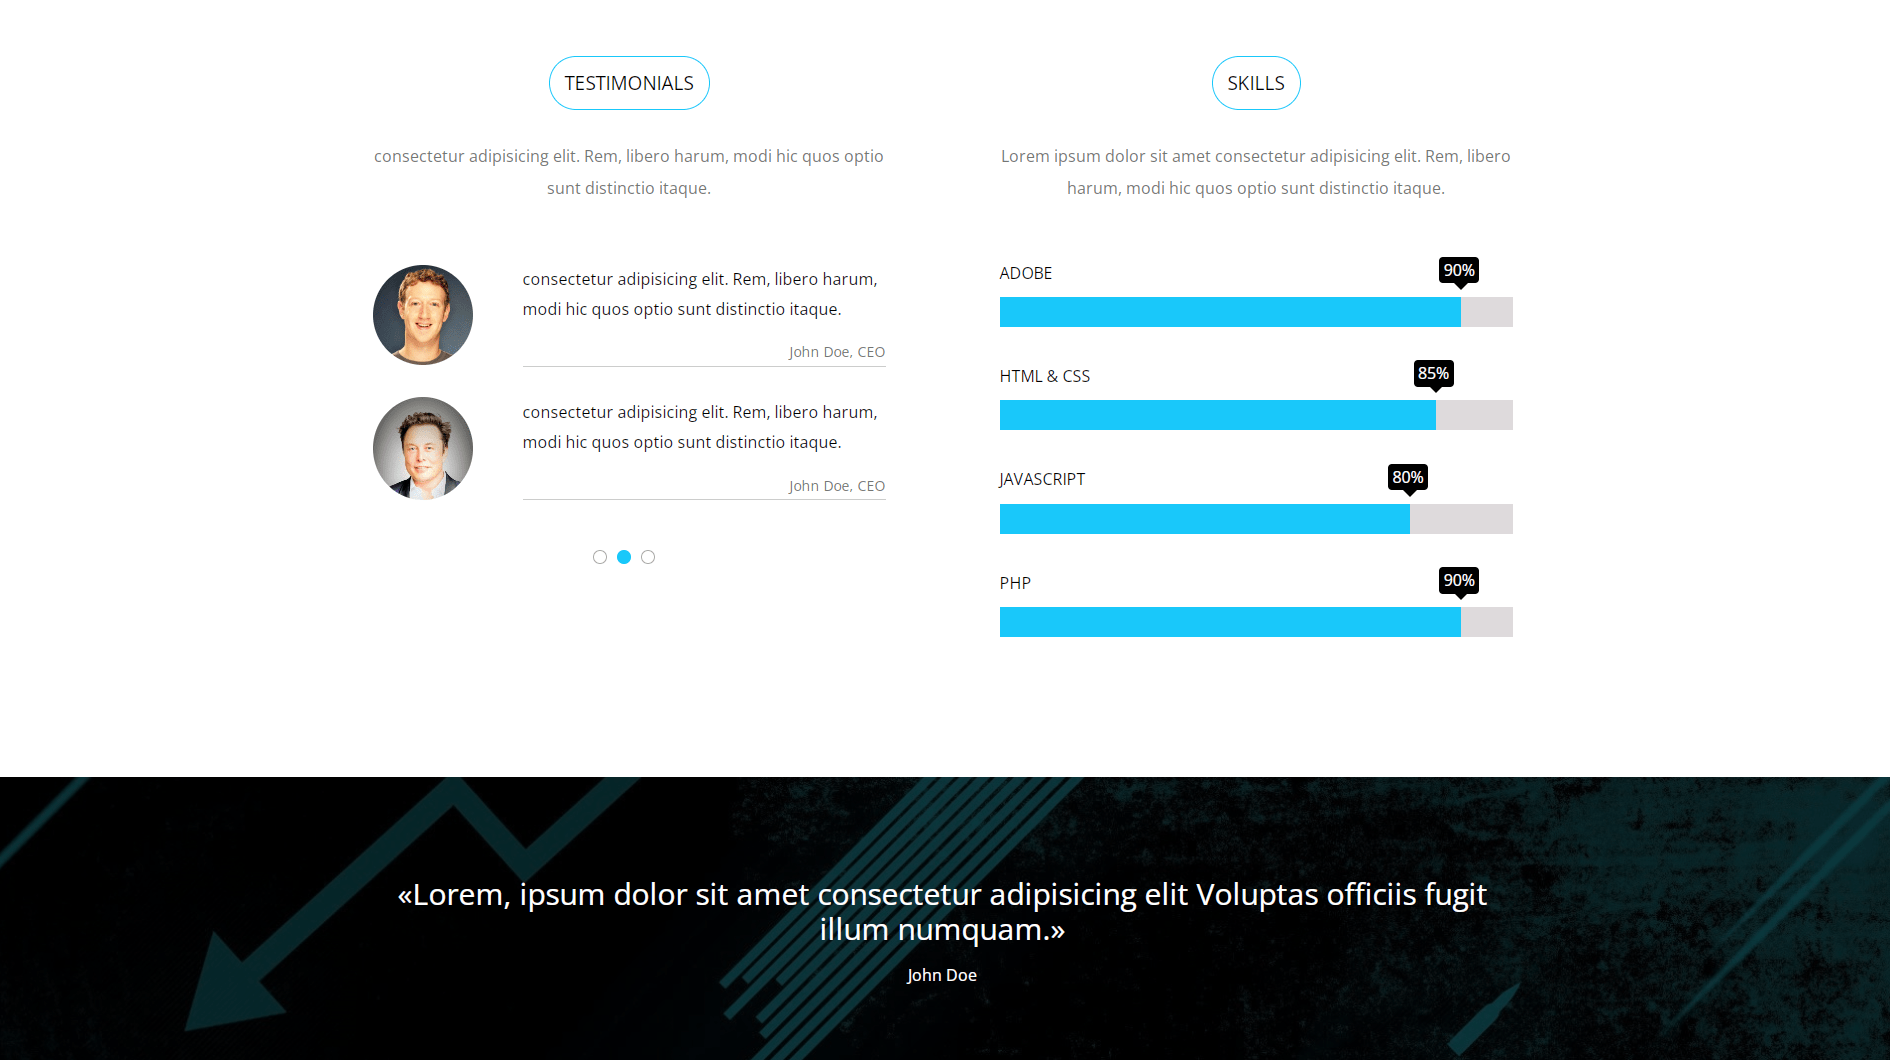 TESTIMONIALS
consectetur adipisicing elit. Rem, libero harum, modi hic quos optio
sunt distinctio itaque.
consectetur adipisicing elit. Rem, libero harum,
modi hic quos optio sunt distinctio itaque.
John Doe, CEO
consectetur adipisicing elit. Rem, libero harum,
modi hic quos optio sunt distinctio itaque.
John Doe, CEO
SKILLS
Lorem ipsum dolor sit amet consectetur adipisicing elit. Rem, libero
harum, modi hic quos optio sunt distinctio itaque.
ADOBE 90%
HTML & CSS 85%
JAVASCRIPT 80%
PHP 90%
«Lorem, ipsum dolor sit amet consectetur adipisicing elit Voluptas officiis fugit
illum numquam.»
John Doe